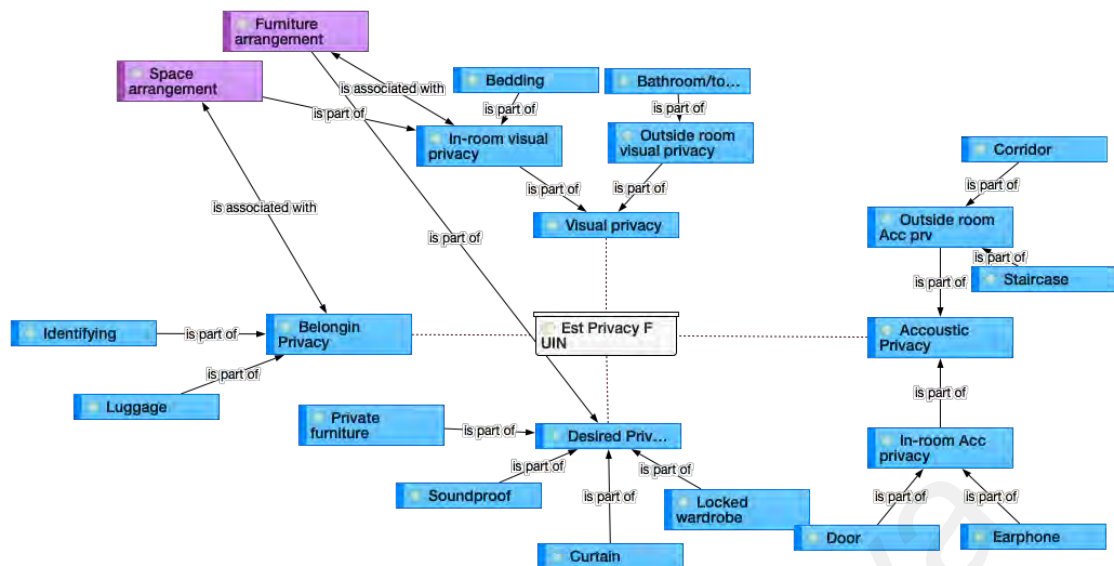 Furniture
arrangement
Space
arrangement
is associated with
Bedding
Bathroom/to...
is part of
is part of
is part of
In-room visual
privacy
Outside room
visual privacy
Corridor
is part of
is part of
is part of
is associated with
is part of
Visual privacy
Outside room
Acc prv
is part of
Staircase
is part of
Identifying
is part of
Belongin
Privacy
Est Privacy F
UIN
Accoustic
Privacy
is part of
Luggage
is part of
Private
furniture
is part of
Desired Priv...
In-room Acc
privacy
is part of
is part of
Soundproof
is part of
Locked
wardrobe
is part of
is part of
Door
Earphone
Curtain